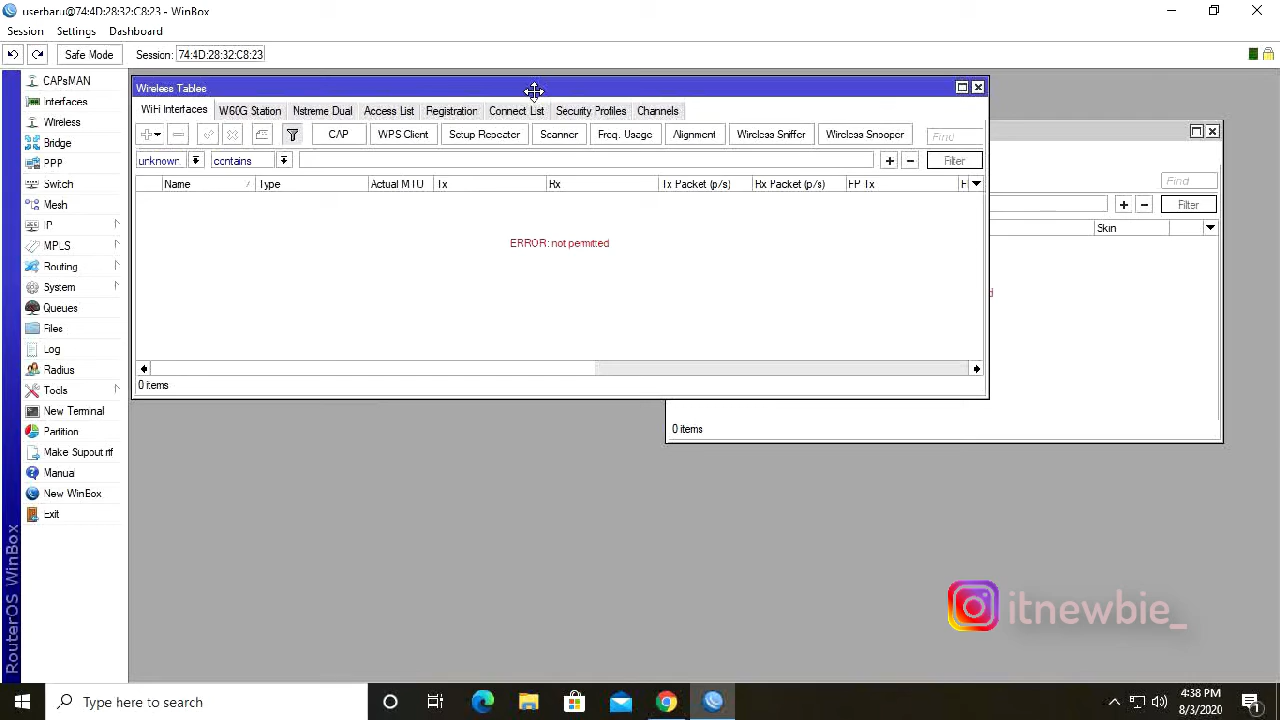 userbaru@74:4D:28:32:C8:23 - WinBox
Session Settings Dashboard
Safe Mode Session: 74:4D:28:32:C8:23
CAPsMAN
Interfaces
Wireless
Bridge
PPP
Switch
Mesh
IP
MPLS
Routing
System
Queues
Files
Log
Radius
Tools
New Terminal
Partition
Make Supout.rif
Manual
New WinBox
Exit
RouterOS WinBox
Wireless Tables
WiFi Interfaces W60G Station Nstreme Dual Access List Registration Connect List Security Profiles Channels
CAP WPS Client Setup Repeater Scanner Freq. Usage Alignment Wireless Sniffer Wireless Snooper Find
unknown contains Filter
Name Type Actual MTU Tx Rx Tx Packet (p/s) Rx Packet (p/s) FP Tx F
ERROR: not permitted
0 items
Find
Filter
Skin
d
0 items
itnewbie_
Type here to search
4:38 PM
8/3/2020
1